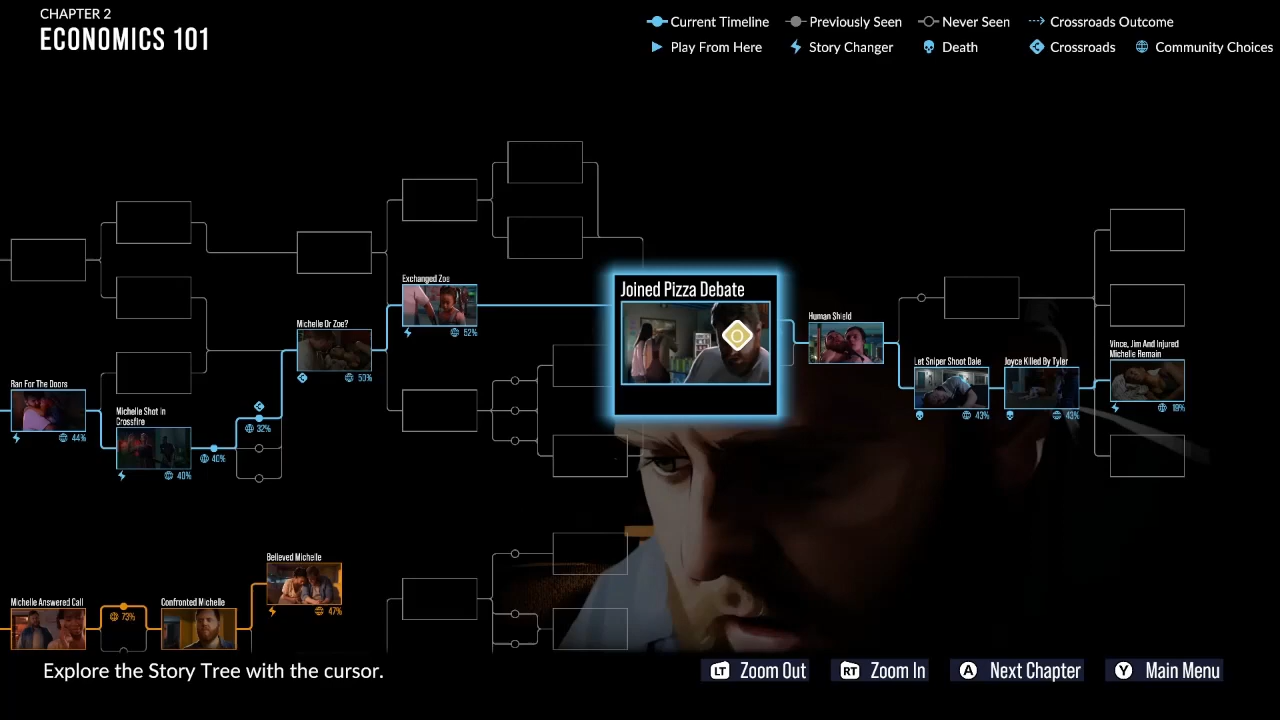 CHAPTER 2
ECONOMICS 101
Current Timeline
Previously Seen
Never Seen
Crossroads Outcome
Play From Here
Story Changer
Death
Crossroads
Community Choices
Exchanged Zoe
52%
Joined Pizza Debate
Michelle Or Zoe?
50%
Human Shield
Ran For The Doors
44%
Michelle Shot In
Crossfire
40%
40%
32%
Let Sniper Shoot Dale
43%
Joyce Killed By Tyler
43%
Vince, Jim And Injured
Michelle Remain
19%
Believed Michelle
47%
Michelle Answered Call
73%
Confronted Michelle
Explore the Story Tree with the cursor.
LT Zoom Out
RT Zoom In
A Next Chapter
Y Main Menu